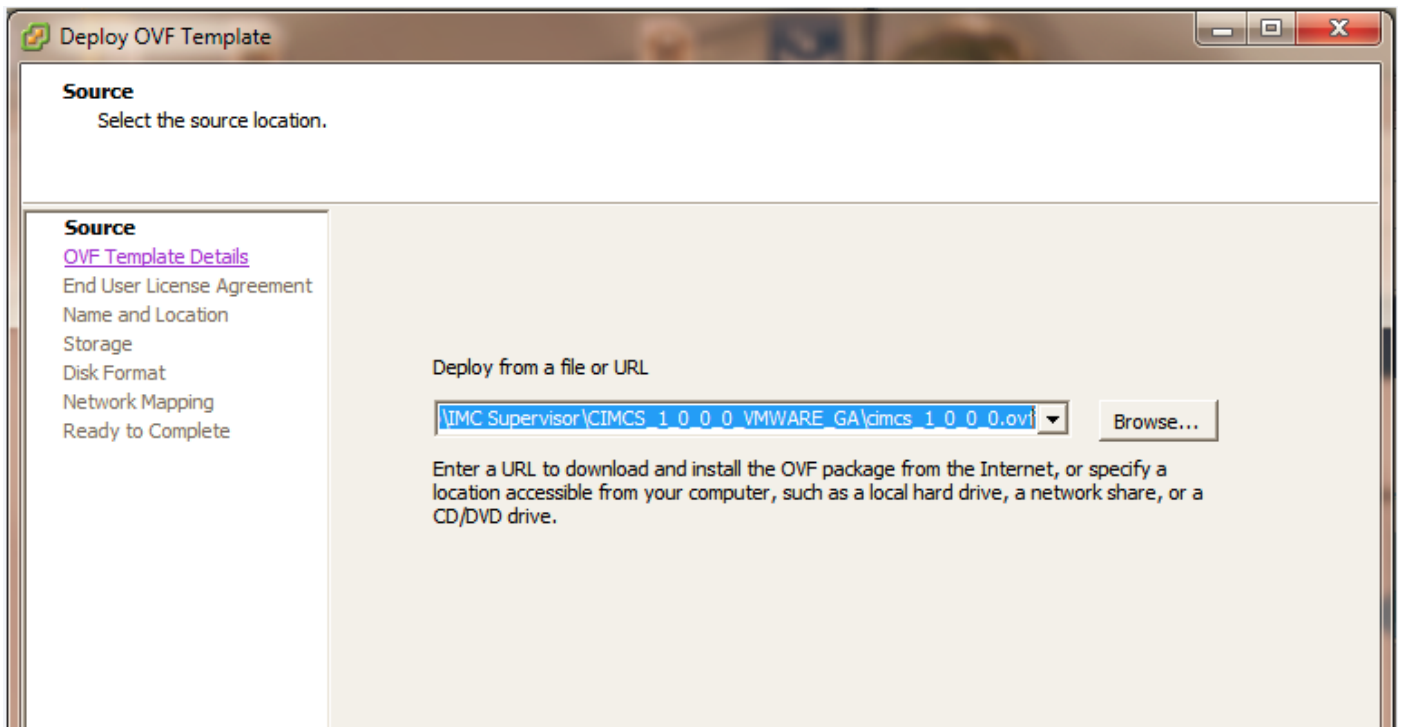 Deploy OVF Template
Source
Select the source location.
Source
OVF Template Details
End User License Agreement
Name and Location
Storage
Disk Format
Network Mapping
Ready to Complete
Deploy from a file or URL
\IMC Supervisor\CIMCS_1_0_0_0_VMWARE_GA\cimcs_1_0_0_0.ovf
Browse...
Enter a URL to download and install the OVF package from the Internet, or specify a
location accessible from your computer, such as a local hard drive, a network share, or a
CD/DVD drive.